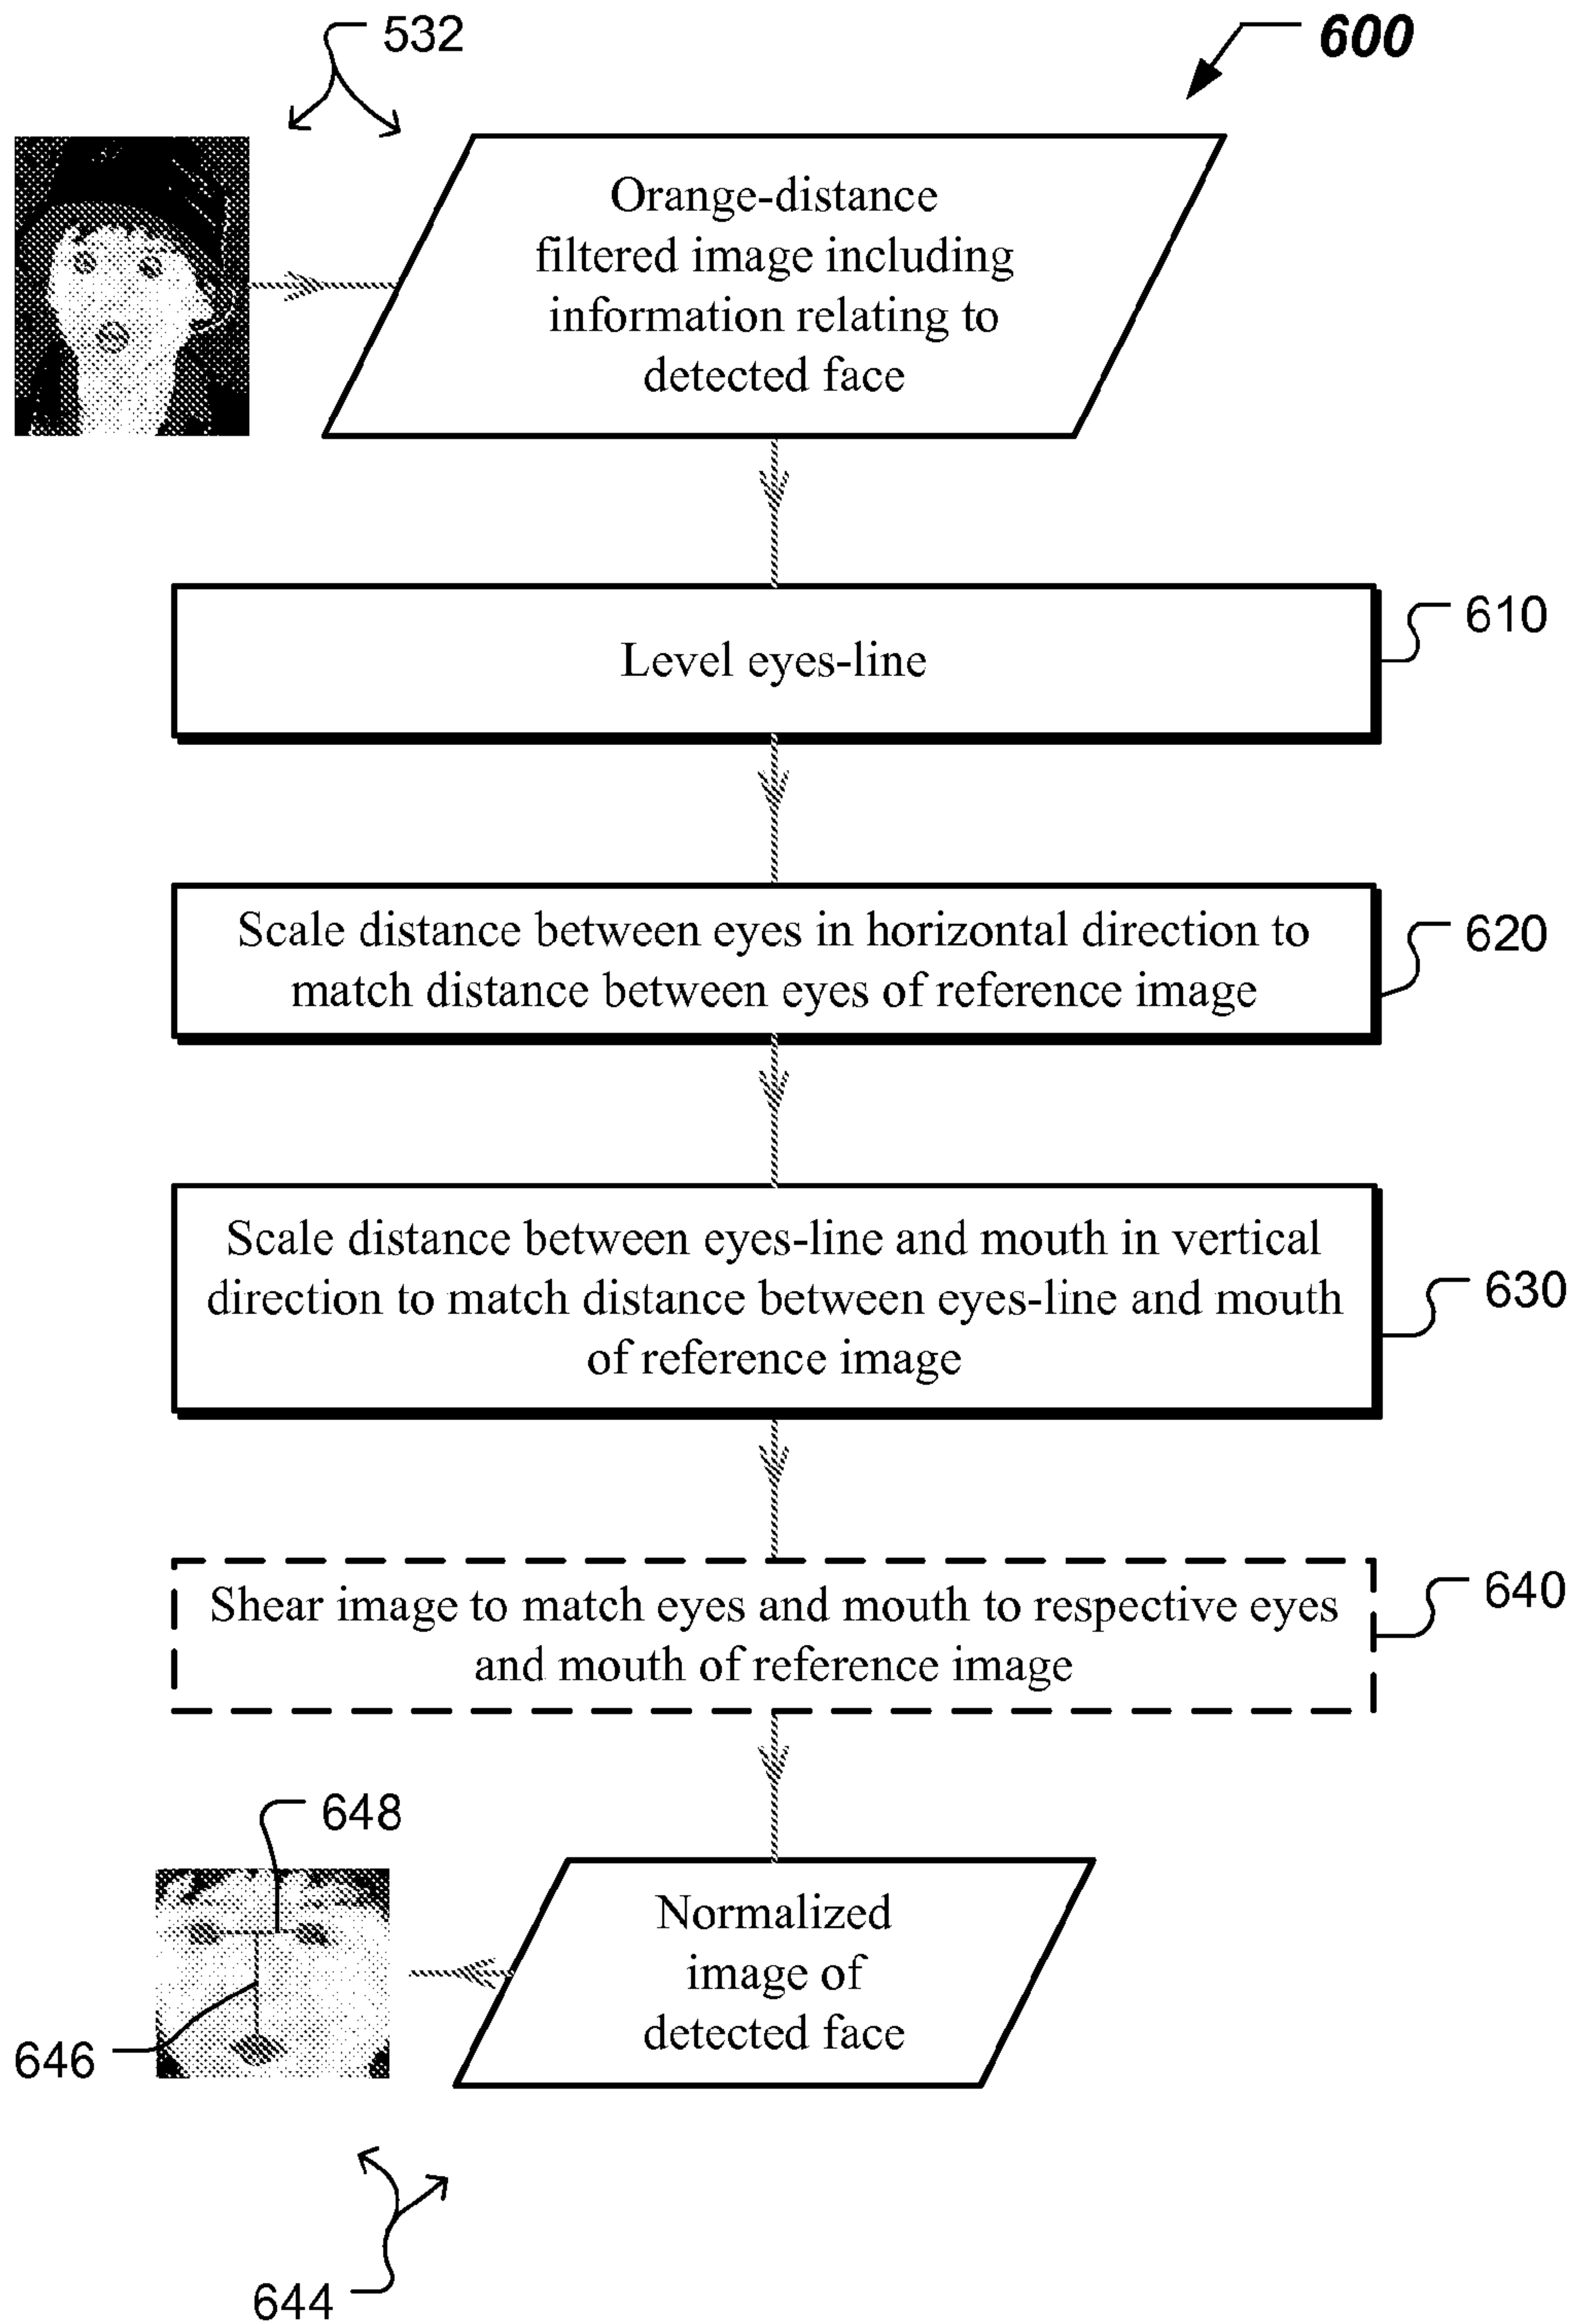 532
600
Orange-distance
filtered image including
information relating to
detected face
Level eyes-line
610
Scale distance between eyes in horizontal direction to
match distance between eyes of reference image
620
Scale distance between eyes-line and mouth in vertical
direction to match distance between eyes-line and mouth
of reference image
630
Shear image to match eyes and mouth to respective eyes
and mouth of reference image
640
648
Normalized
image of
detected face
646
644